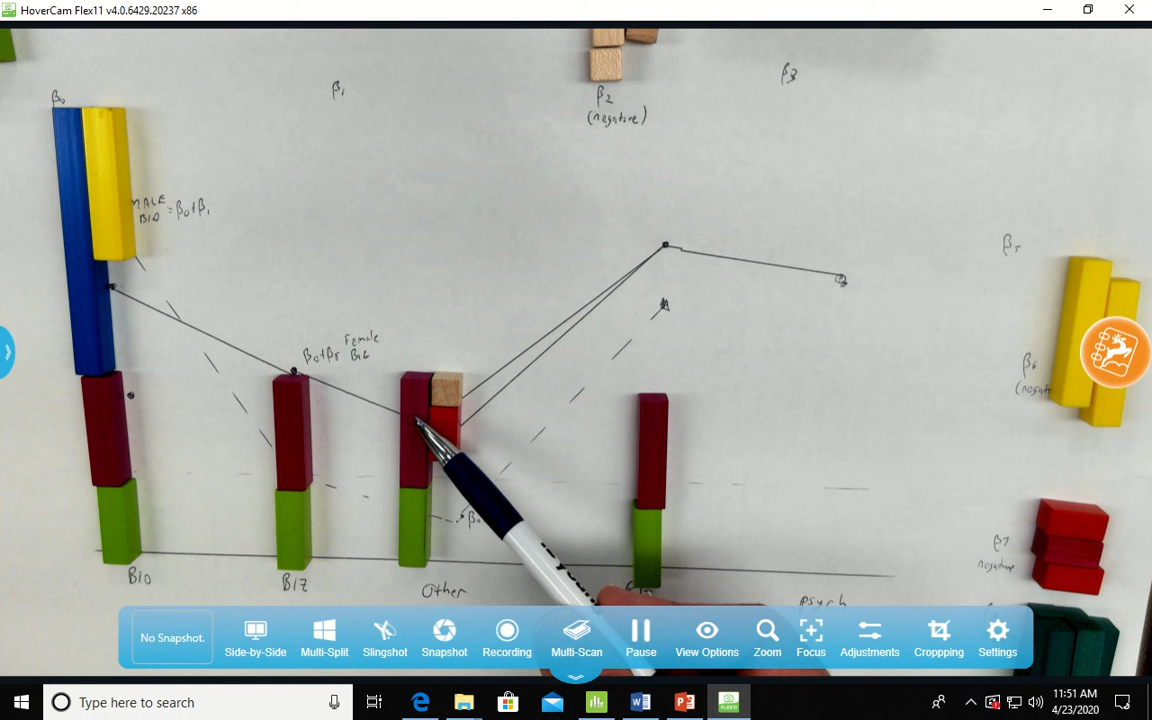 HoverCam Flex11 v4.0.6429.20237 x86
β0
β1
β2
(negative)
β3
MALE
BIO = β0+β1
β5
Female
β0+β5 BIZ
β6
(negat
β7
negative
BIO
BIZ
Other
psych
No Snapshot.
Side-by-Side
Multi-Split
Slingshot
Snapshot
Recording
Multi-Scan
Pause
View Options
Zoom
Focus
Adjustments
Croppping
Settings
Type here to search
11:51 AM
4/23/2020